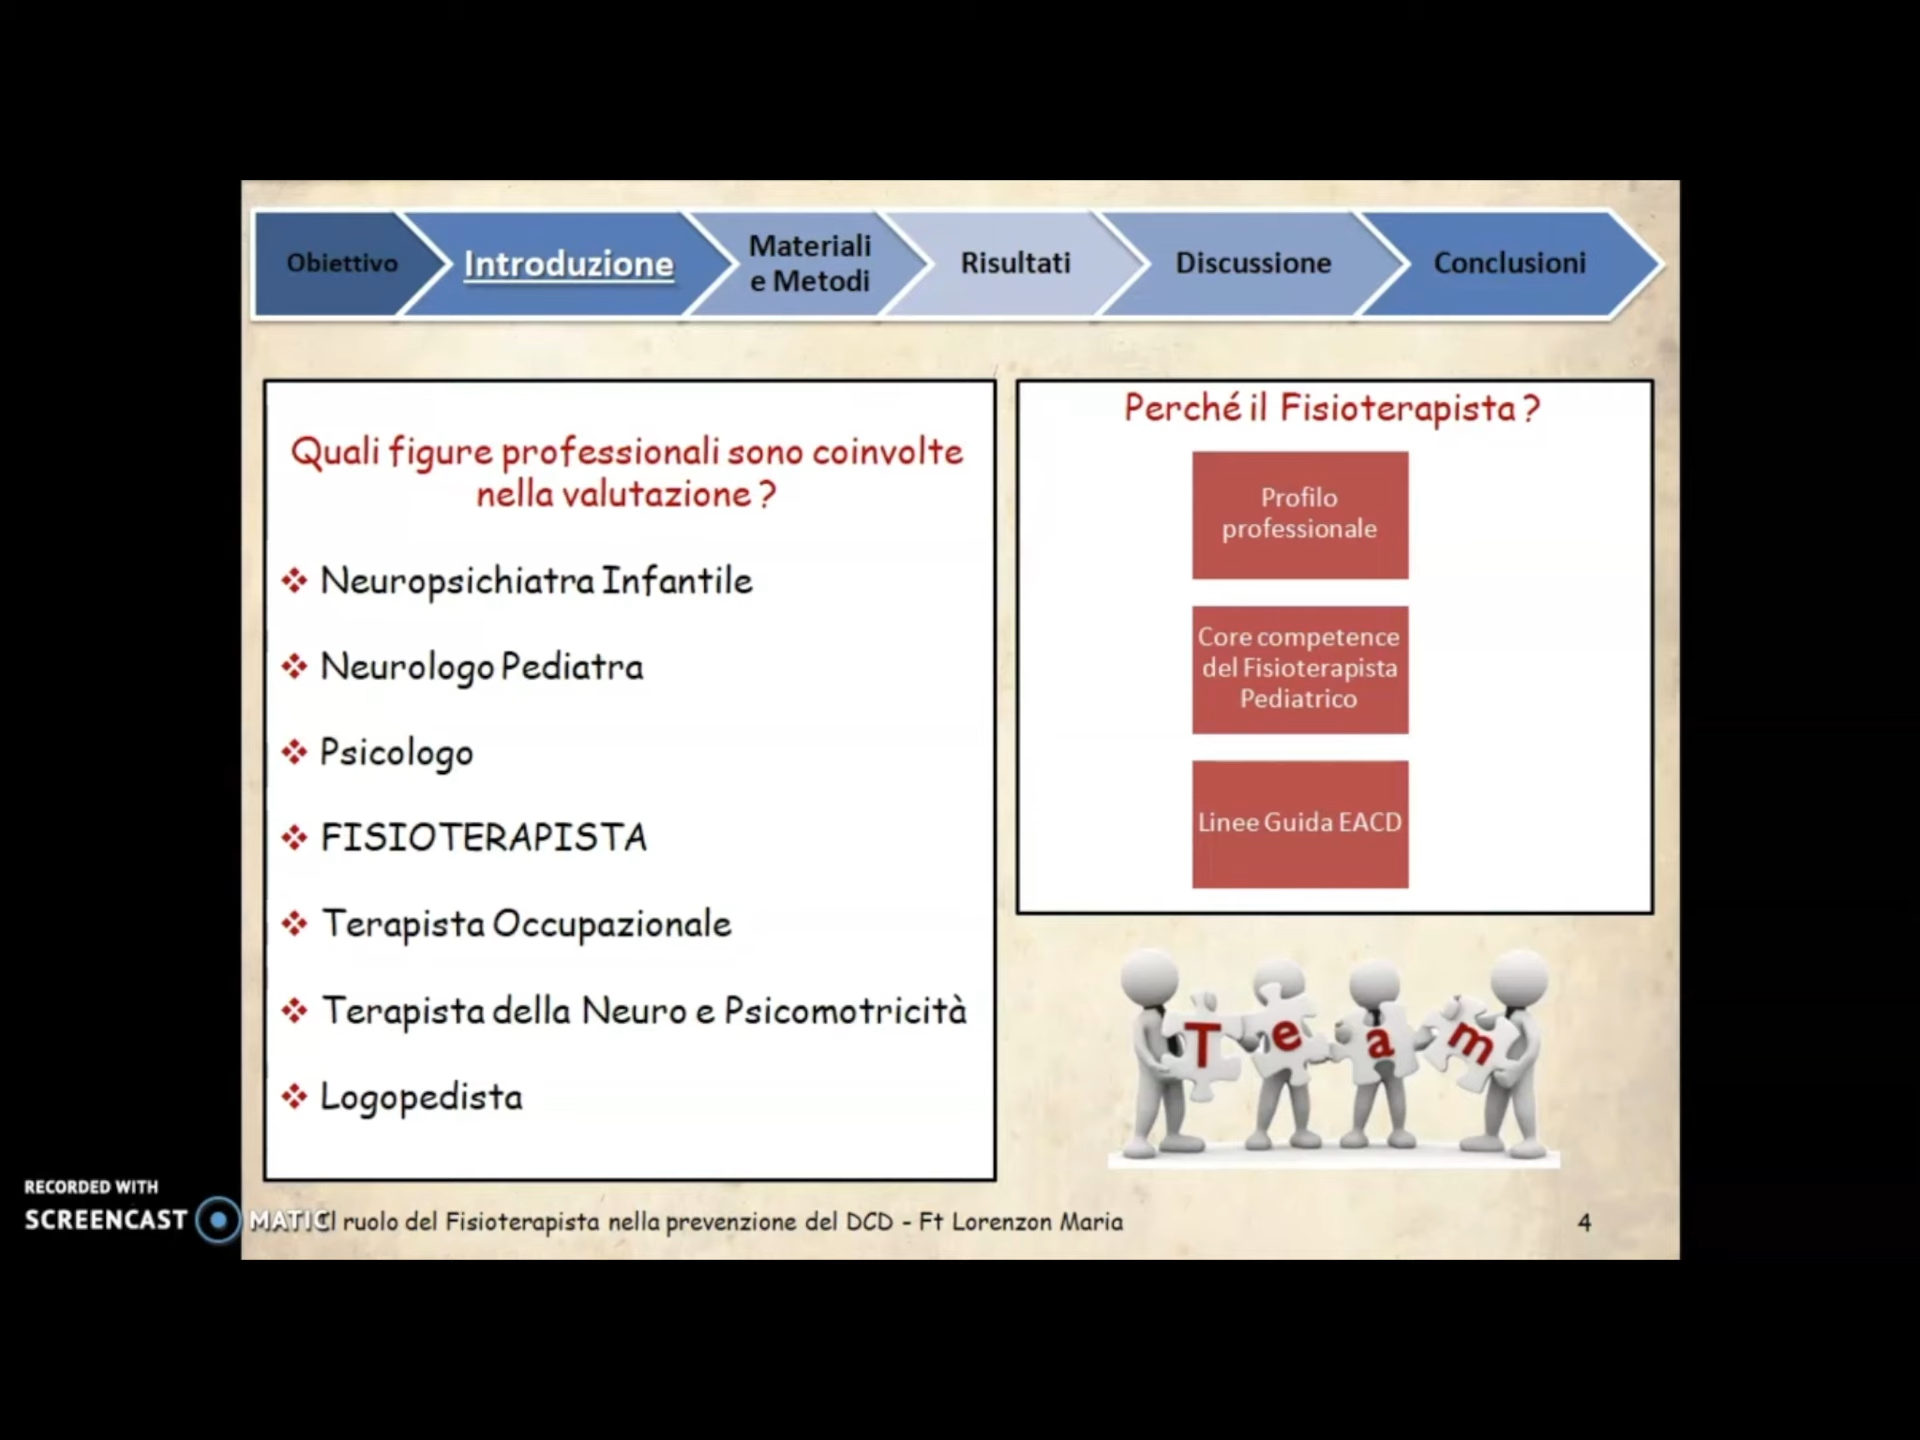 Obiettivo
Introduzione
Materiali
e Metodi
Risultati
Discussione
Conclusioni
Quali figure professionali sono coinvolte
nella valutazione ?
Neuropsichiatra Infantile
Neurologo Pediatra
Psicologo
FISIOTERAPISTA
Terapista Occupazionale
Terapista della Neuro e Psicomotricità
Logopedista
Perché il Fisioterapista ?
Profilo
professionale
Core competence
del Fisioterapista
Pediatrico
Linee Guida EACD
Team
RECORDED WITH
SCREENCAST MATIC
Il ruolo del Fisioterapista nella prevenzione del DCD - Ft Lorenzon Maria
4